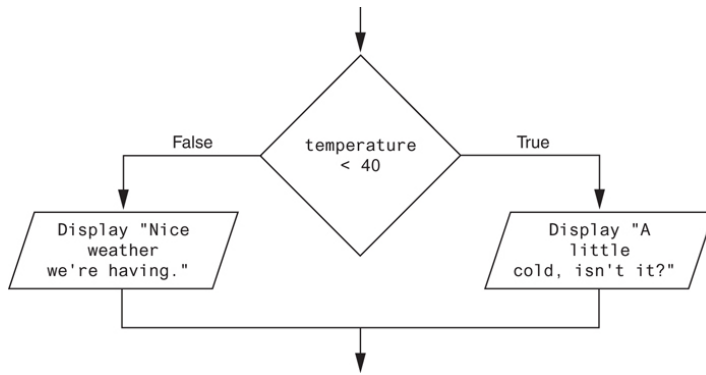 False
True
temperature
< 40
Display "Nice
weather
we're having."
Display "A
little
cold, isn't it?"